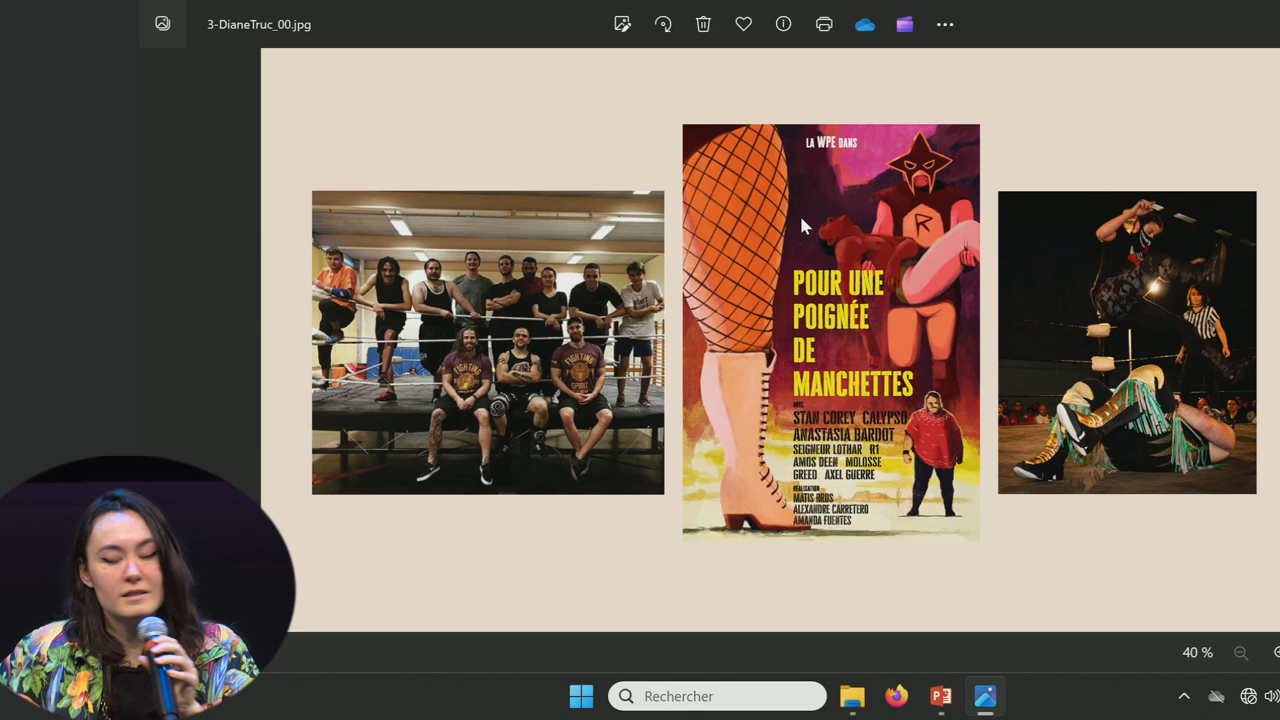 3-DianeTruc_00.jpg
LA WPE DANS
R
POUR UNE
POIGNÉE
DE
MANCHETTES
AVEC
STAN COREY CALYPSO
ANASTASIA BARDOT
SEIGNEUR LOTHAR R1
AMOS DEEN MOLOSSE
GREED AXEL GUERRE
RÉALISATION
MATIS BROS
ALEXANDRE CARRETERO
AMANDA FUENTES
FIGHTING
SPIRIT
40 %
Rechercher